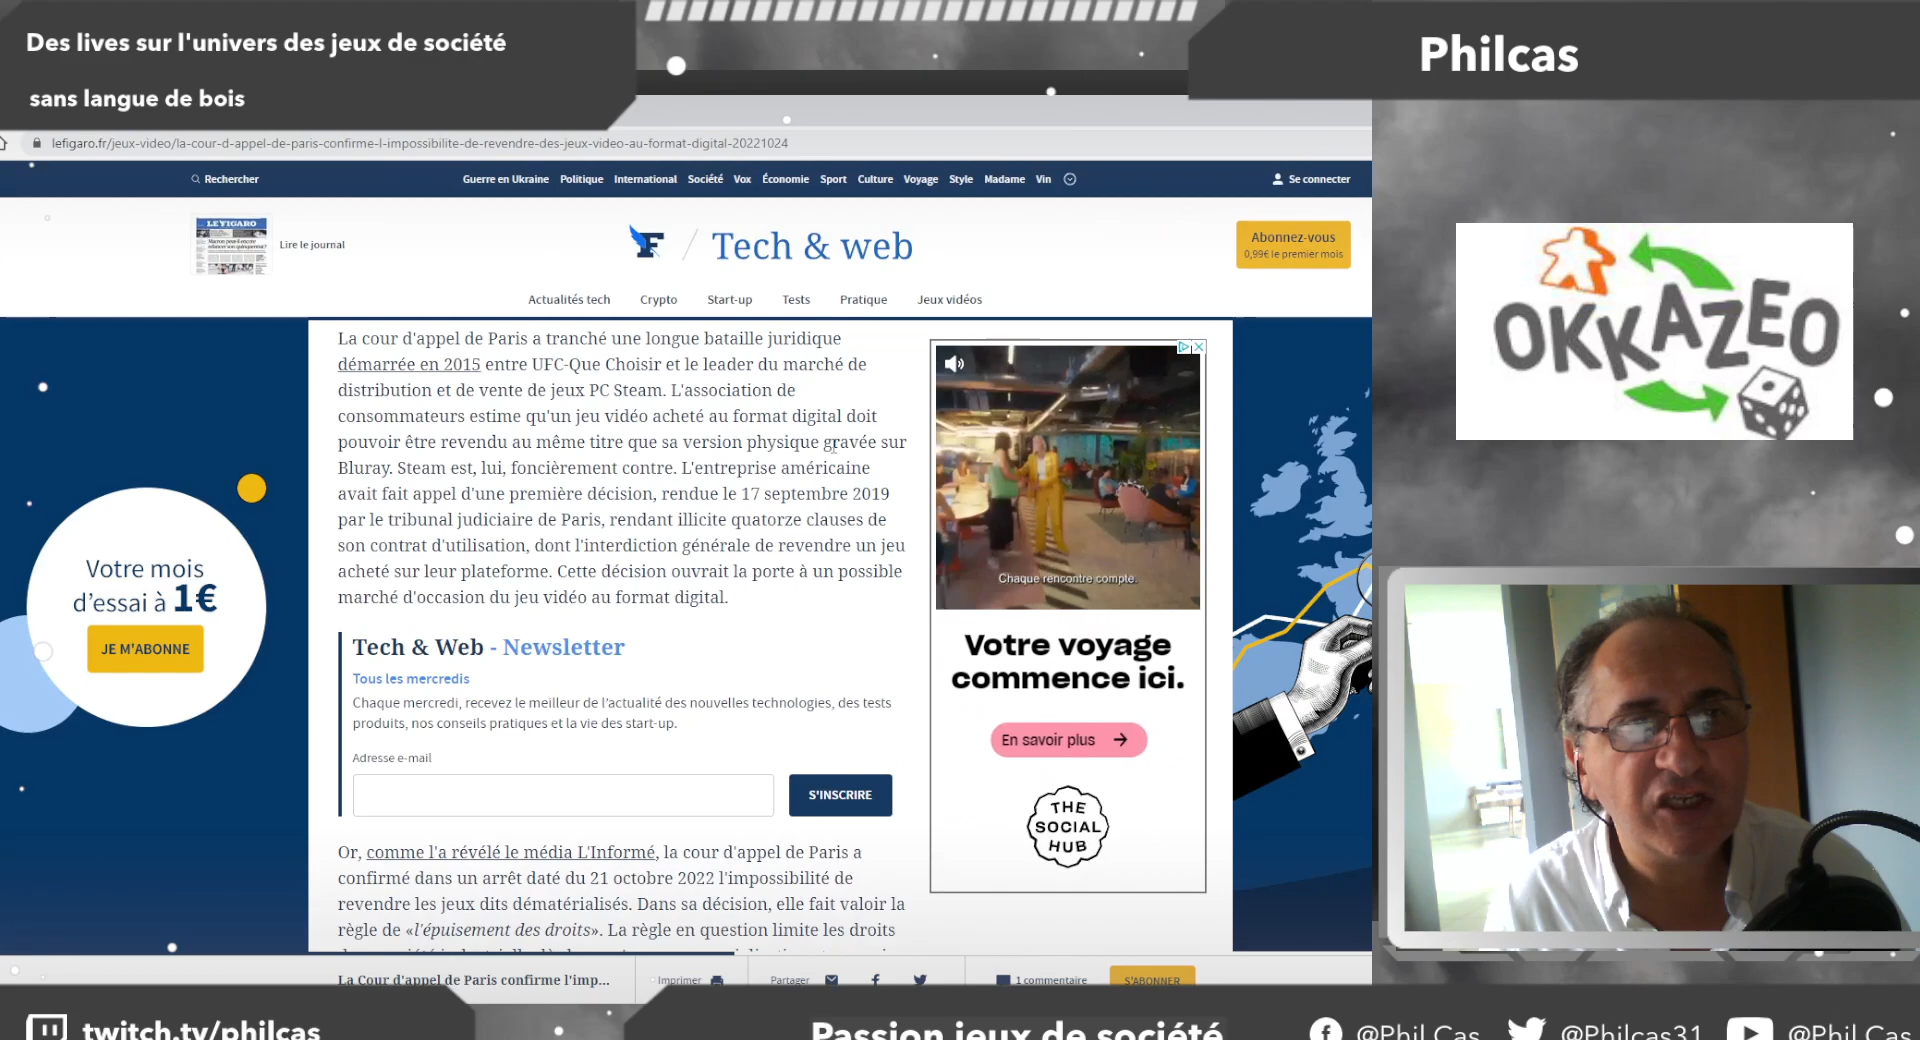 Des lives sur l'univers des jeux de société
sans langue de bois
Philcas
lefigaro.fr/jeux-video/la-cour-d-appel-de-paris-confirme-l-impossibilite-de-revendre-des-jeux-video-au-format-digital-20221024
Rechercher
Guerre en Ukraine Politique International Société Vox Économie Sport Culture Voyage Style Madame Vin
Se connecter
LE FIGARO
Lire le journal
F / Tech & web
Abonnez-vous
0,99€ le premier mois
Actualités tech Crypto Start-up Tests Pratique Jeux vidéos
La cour d'appel de Paris a tranché une longue bataille juridique
démarrée en 2015 entre UFC-Que Choisir et le leader du marché de
distribution et de vente de jeux PC Steam. L'association de
consommateurs estime qu'un jeu vidéo acheté au format digital doit
pouvoir être revendu au même titre que sa version physique gravée sur
Bluray. Steam est, lui, foncièrement contre. L'entreprise américaine
avait fait appel d'une première décision, rendue le 17 septembre 2019
par le tribunal judiciaire de Paris, rendant illicite quatorze clauses de
son contrat d'utilisation, dont l'interdiction générale de revendre un jeu
acheté sur leur plateforme. Cette décision ouvrait la porte à un possible
marché d'occasion du jeu vidéo au format digital.
Tech & Web - Newsletter
Tous les mercredis
Chaque mercredi, recevez le meilleur de l'actualité des nouvelles technologies, des tests
produits, nos conseils pratiques et la vie des start-up.
Adresse e-mail
S'INSCRIRE
Or, comme l'a révélé le média L'Informé, la cour d'appel de Paris a
confirmé dans un arrêt daté du 21 octobre 2022 l'impossibilité de
revendre les jeux dits dématérialisés. Dans sa décision, elle fait valoir la
règle de «l'épuisement des droits». La règle en question limite les droits
Votre mois
d'essai à 1€
JE M'ABONNE
Chaque rencontre compte.
Votre voyage
commence ici.
En savoir plus
THE
SOCIAL
HUB
OKKAZEO
La Cour d'appel de Paris confirme l'imp...
Imprimer
Partager
1 commentaire
S'ABONNER
twitch.tv/philcas
Passion jeux de société
@Phil Cas
@Philcas31
@Phil Cas